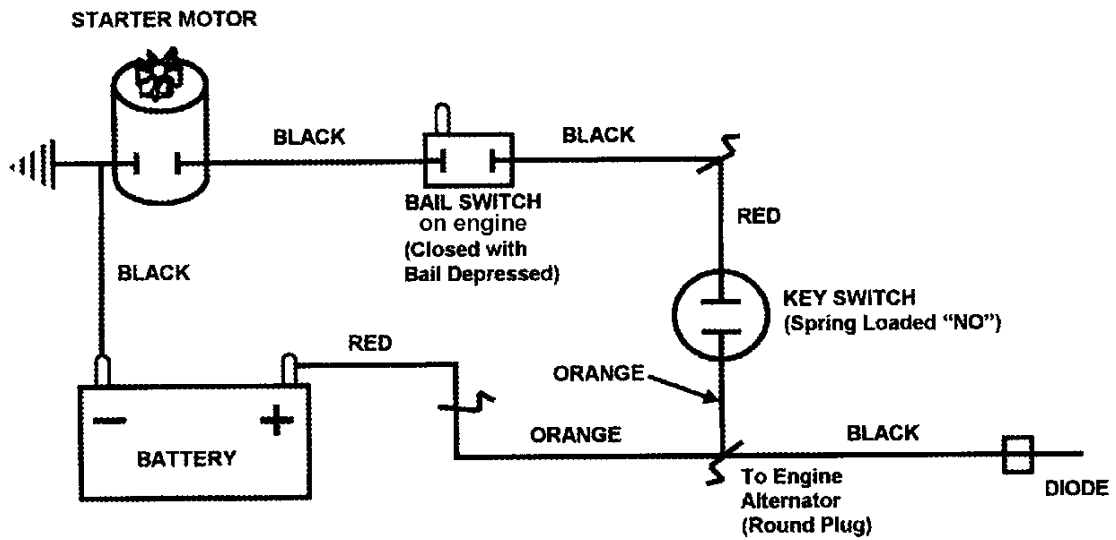 STARTER MOTOR
BLACK
BLACK
BAIL SWITCH
on engine
(Closed with
Bail Depressed)
RED
BLACK
KEY SWITCH
(Spring Loaded “NO”)
RED
ORANGE
ORANGE
BLACK
− +
BATTERY
To Engine
Alternator
(Round Plug)
DIODE